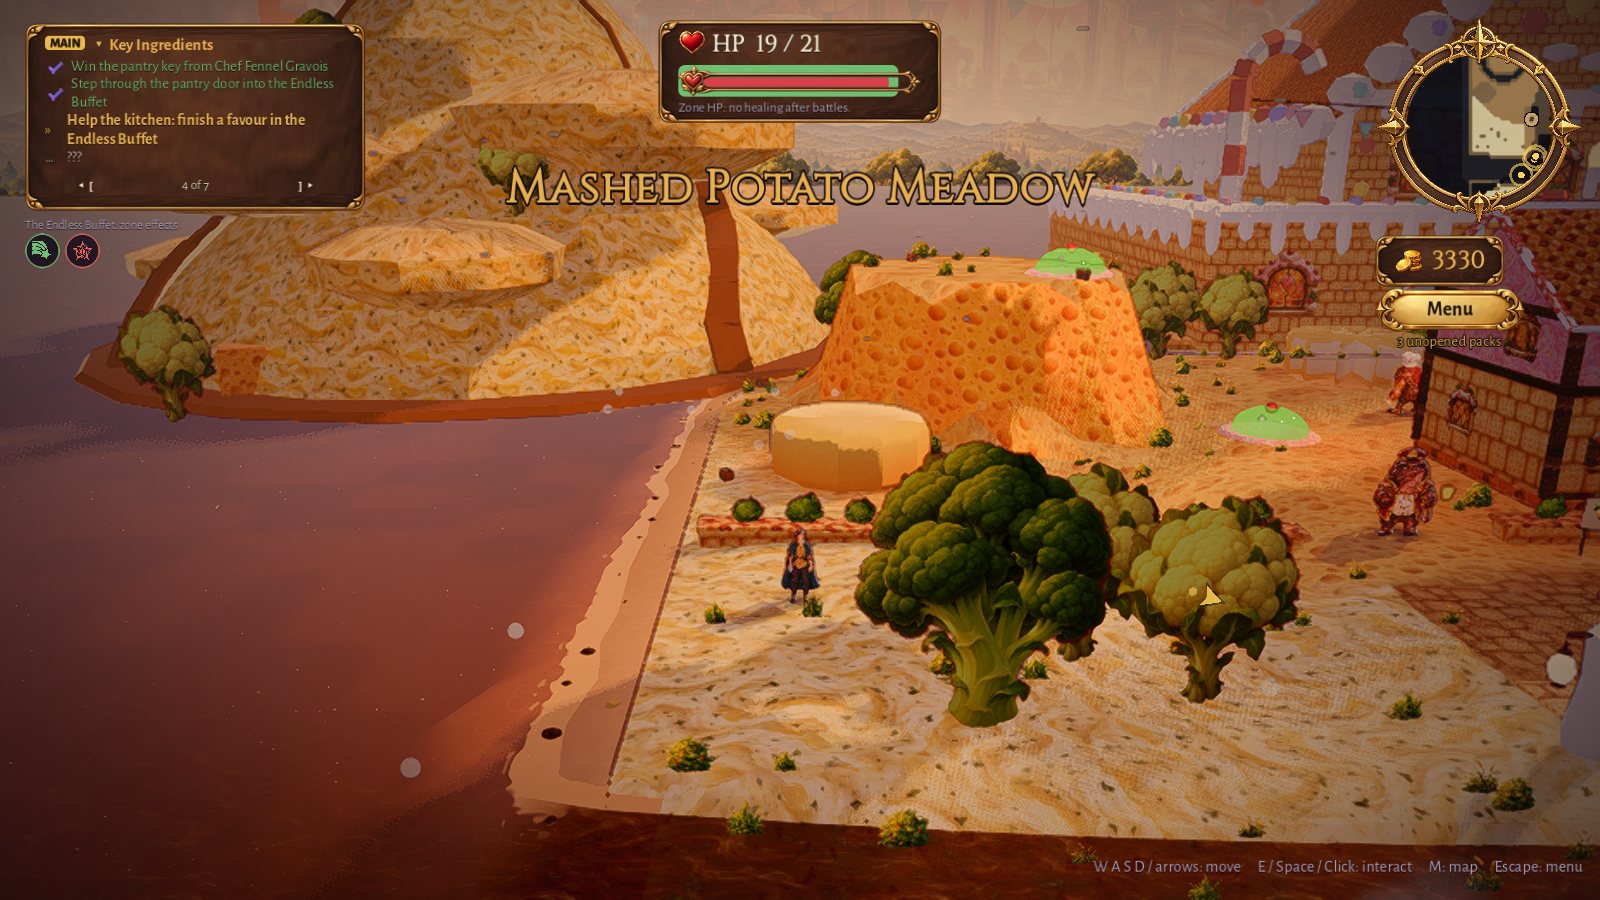 MAIN ▾ Key Ingredients
Win the pantry key from Chef Fennel Gravois
Step through the pantry door into the Endless
Buffet
» Help the kitchen: finish a favour in the
Endless Buffet
... ???
◂ [ 4 of 7 ] ▸
The Endless Buffet: zone effects
HP 19 / 21
Zone HP: no healing after battles.
MASHED POTATO MEADOW
3330
Menu
3 unopened packs
W A S D / arrows: move E / Space / Click: interact M: map Escape: menu